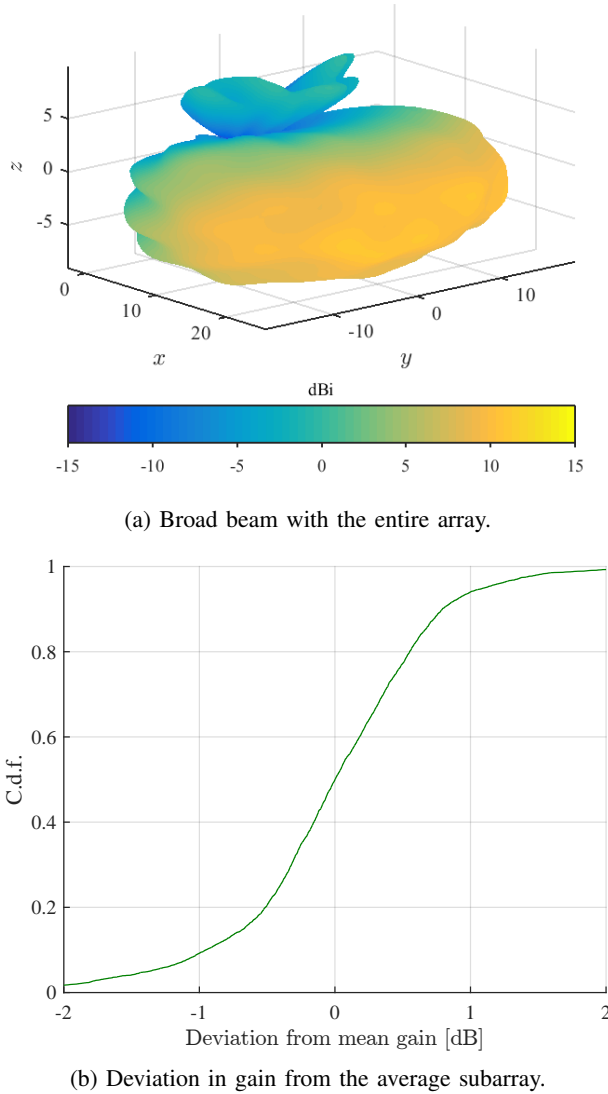 5
0
-5
z
0
10
20
-10
0
10
x
y
dBi
-15 -10 -5 0 5 10 15
(a) Broad beam with the entire array.
1
0.8
0.6
0.4
0.2
0
C.d.f.
-2 -1 0 1 2
Deviation from mean gain [dB]
(b) Deviation in gain from the average subarray.